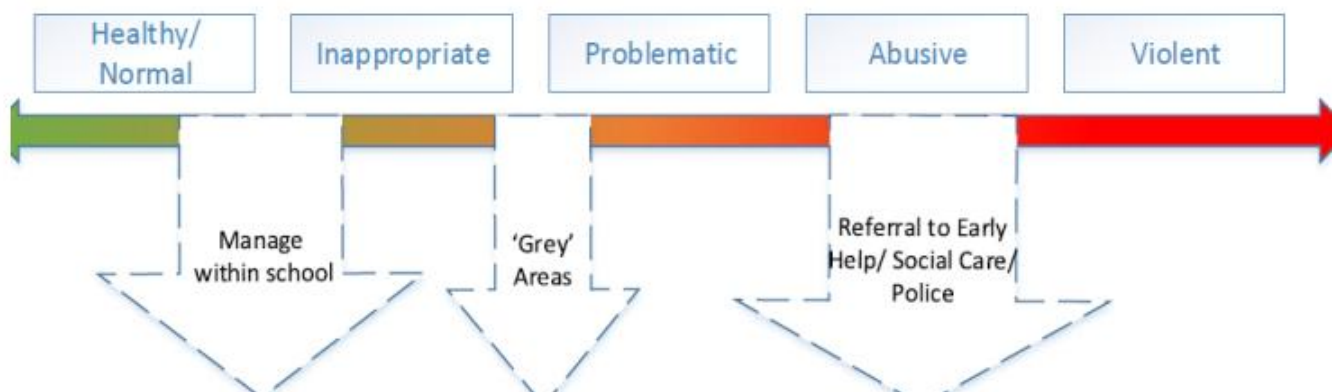 Healthy/
Normal
Inappropriate
Problematic
Abusive
Violent
Manage
within school
‘Grey’
Areas
Referral to Early
Help/ Social Care/
Police